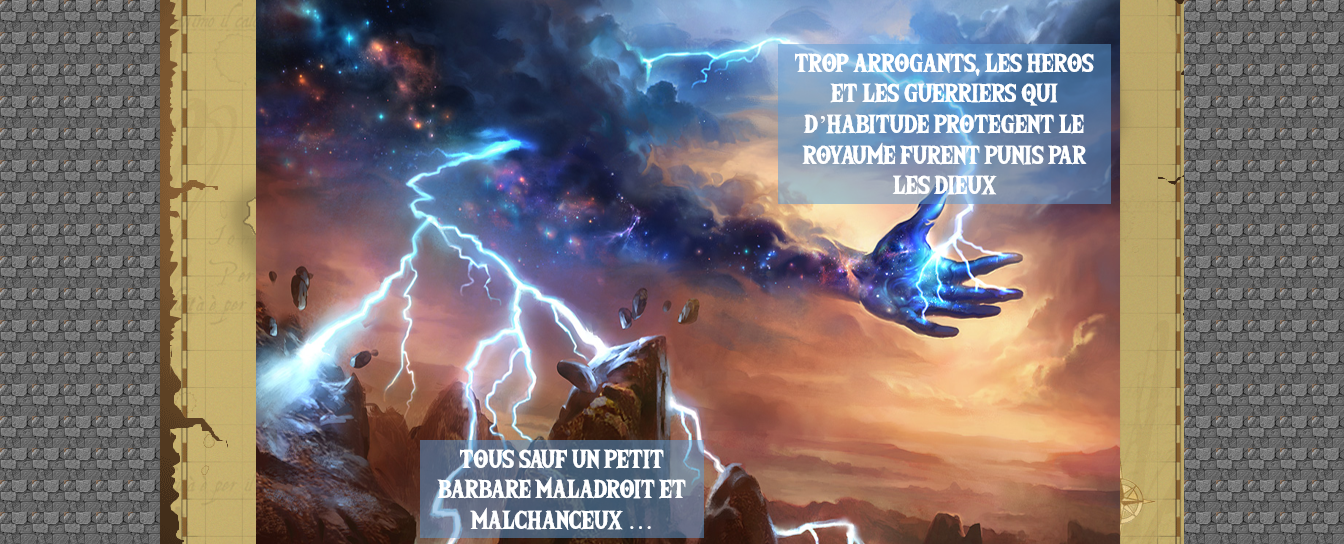 TROP ARROGANTS, LES HEROS
ET LES GUERRIERS QUI
D'HABITUDE PROTEGENT LE
ROYAUME FURENT PUNIS PAR
LES DIEUX
TOUS SAUF UN PETIT
BARBARE MALADROIT ET
MALCHANCEUX ...